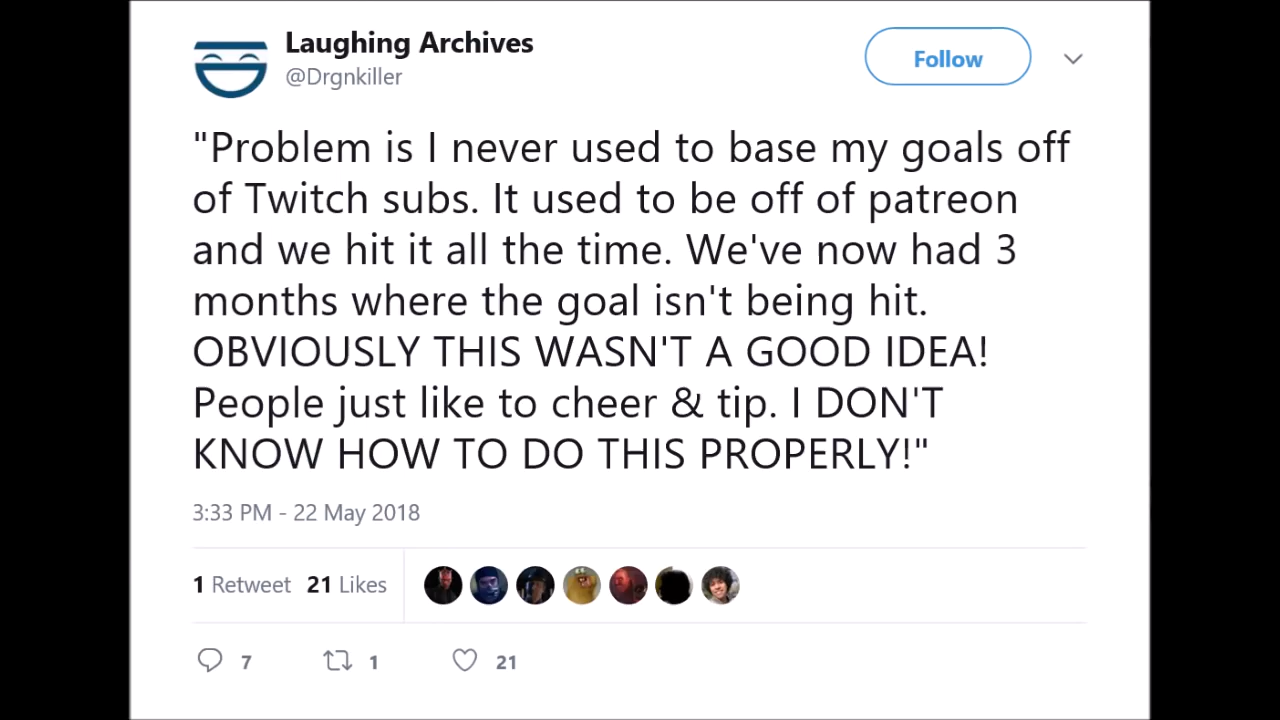 Laughing Archives
@Drgnkiller
Follow
"Problem is I never used to base my goals off
of Twitch subs. It used to be off of patreon
and we hit it all the time. We've now had 3
months where the goal isn't being hit.
OBVIOUSLY THIS WASN'T A GOOD IDEA!
People just like to cheer & tip. I DON'T
KNOW HOW TO DO THIS PROPERLY!"
3:33 PM - 22 May 2018
1 Retweet 21 Likes
7 1 21